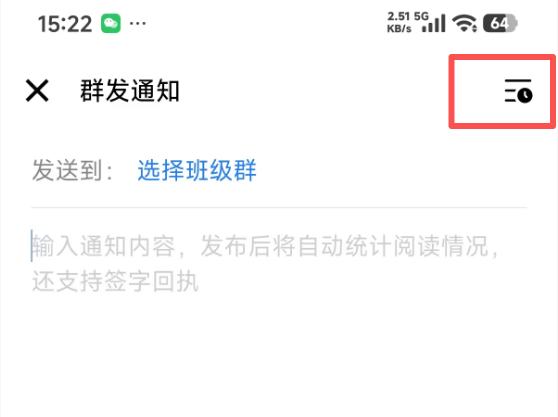 15:22 ··· 2.51 KB/s 5G 64
群发通知
发送到： 选择班级群
输入通知内容，发布后将自动统计阅读情况，
还支持签字回执